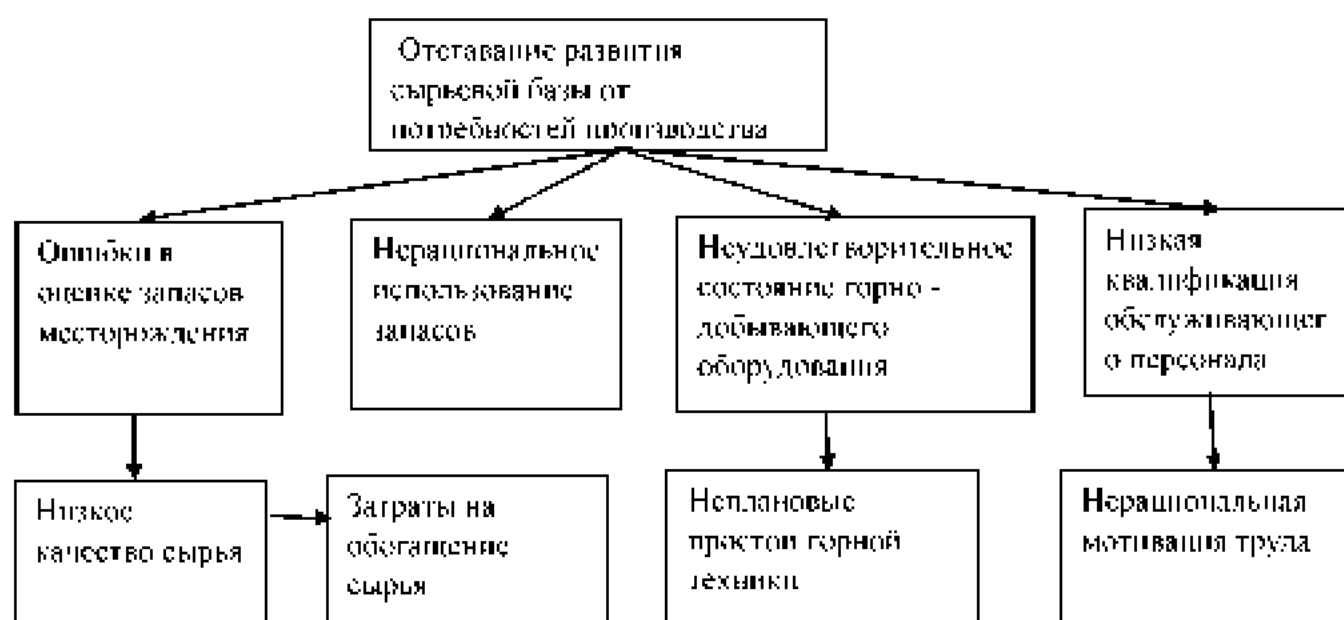 Отставание развития
сырьевой базы от
потребностей производства
Ошибки в
оценке запасов
месторождения
Нерациональное
использование
запасов
Неудовлетворительное
состояние горно -
добывающего
оборудования
Низкая
квалификация
обслуживающег
о персонала
Низкое
качество сырья
Затраты на
обогащение
сырья
Неплановые
простои горной
техники
Нерациональная
мотивация труда